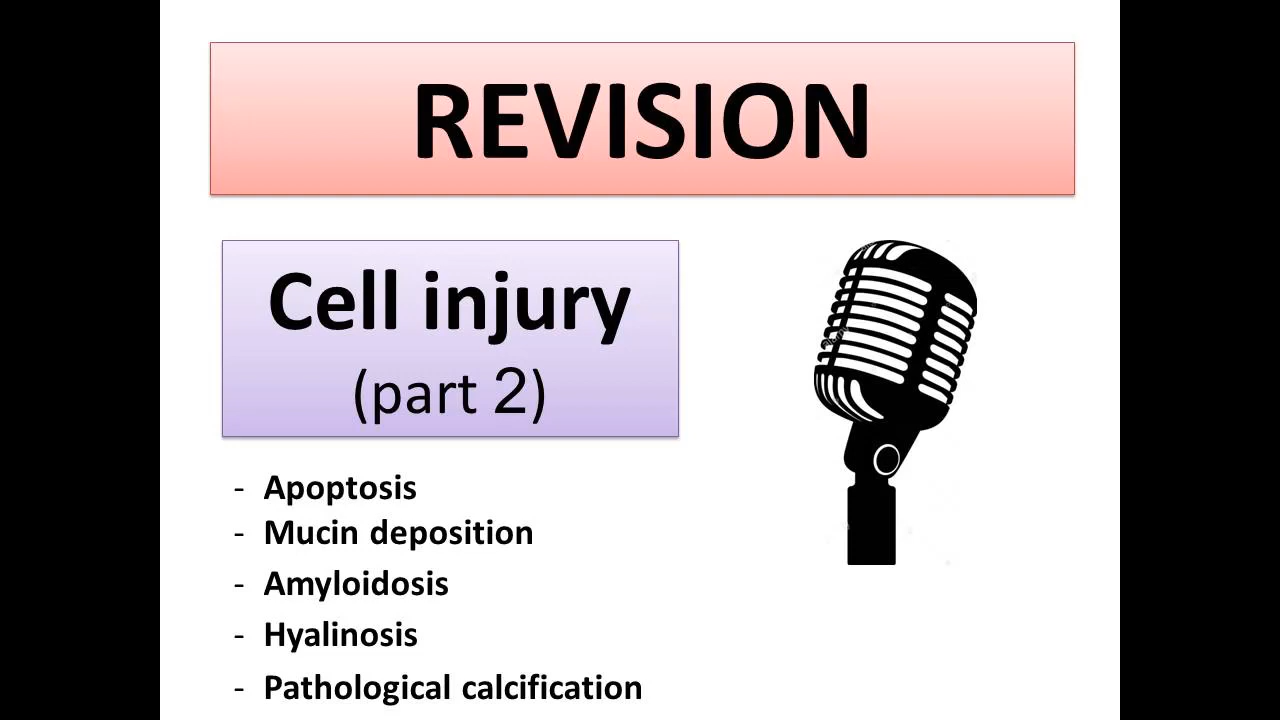 REVISION
Cell injury
(part 2)
- Apoptosis
- Mucin deposition
- Amyloidosis
- Hyalinosis
- Pathological calcification